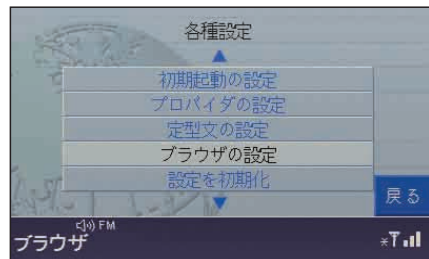 各種設定
初期起動の設定
プロバイダの設定
定型文の設定
ブラウザの設定
設定を初期化
戻る
FM
ブラウザ